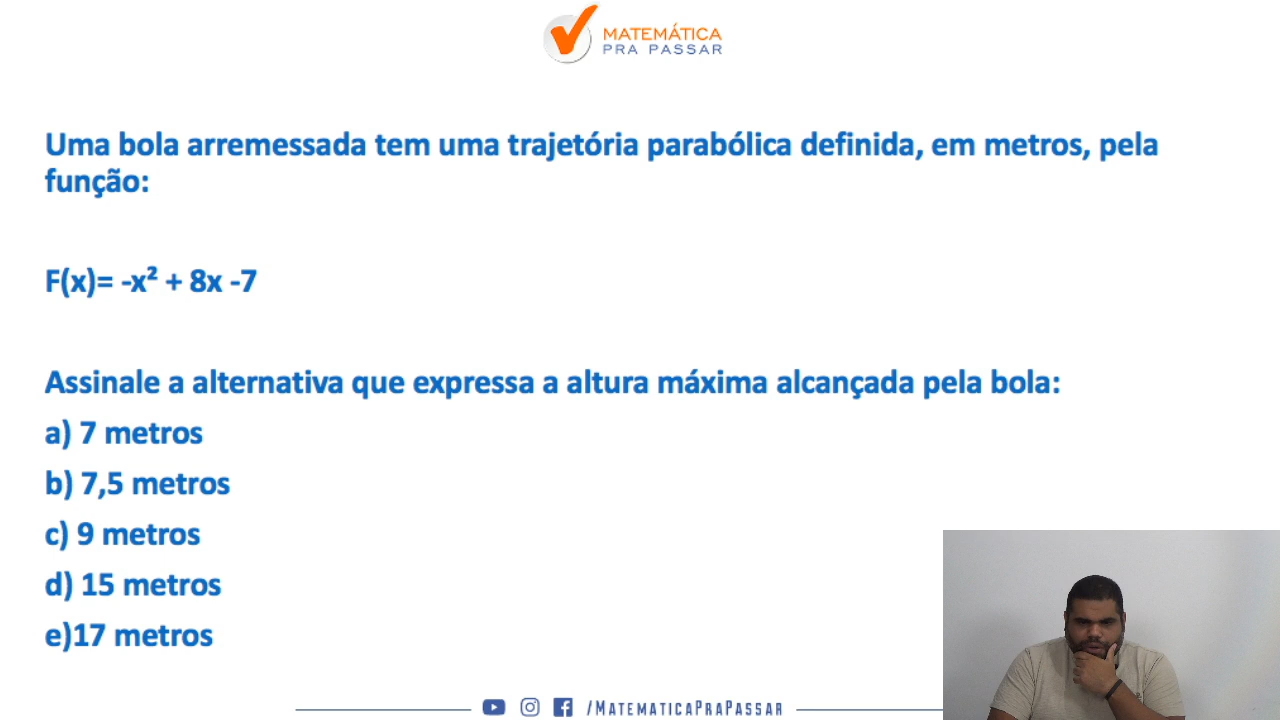 MATEMÁTICA
PRA PASSAR
Uma bola arremessada tem uma trajetória parabólica definida, em metros, pela
função:
F(x)= -x² + 8x -7
Assinale a alternativa que expressa a altura máxima alcançada pela bola:
a) 7 metros
b) 7,5 metros
c) 9 metros
d) 15 metros
e)17 metros
/MATEMATICAPRAPASSAR